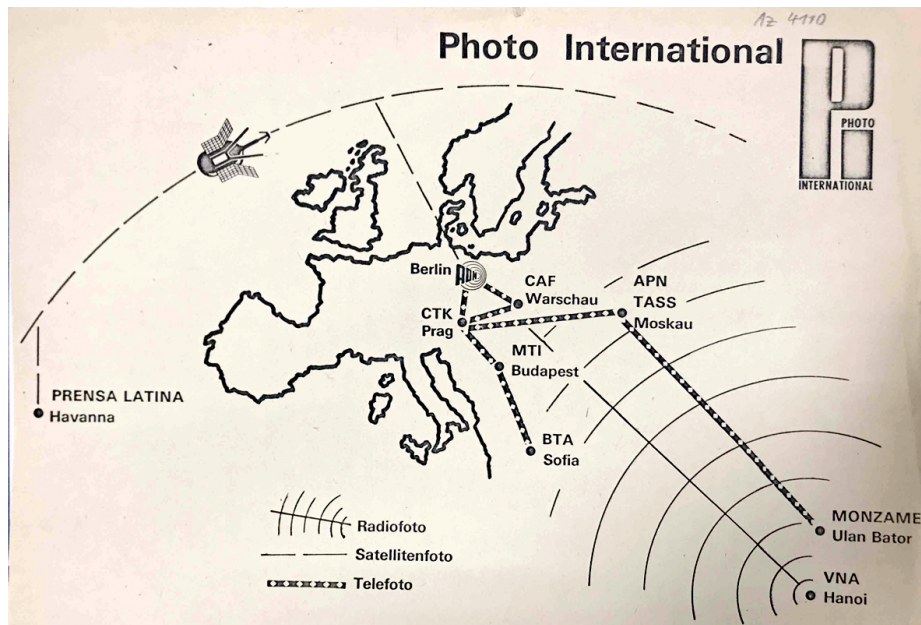 Az 4110
Photo International
Pi
PHOTO
INTERNATIONAL
Berlin
ADN
CAF
Warschau
APN
TASS
Moskau
CTK
Prag
MTI
Budapest
PRENSA LATINA
Havanna
BTA
Sofia
MONZAME
Ulan Bator
VNA
Hanoi
Radiofoto
Satellitenfoto
Telefoto